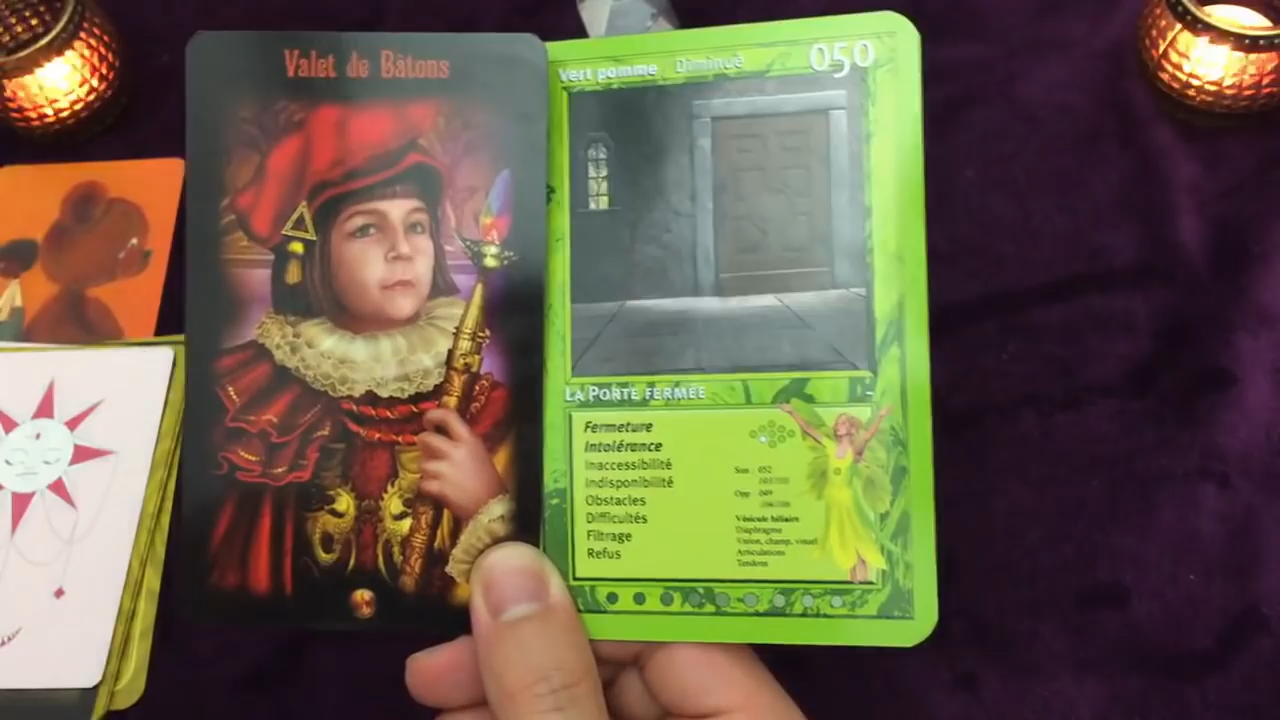 Valet de Bâtons
Vert pomme Diminué 050
LA PORTE FERMÉE -
Fermeture
Intolérance
Inaccessibilité
Indisponibilité
Obstacles
Difficultés
Filtrage
Refus
Sun : 052
Opp 049
Vésicule biliaire
Diaphragme
Vision, champ, visuel
Articulations
Tendons